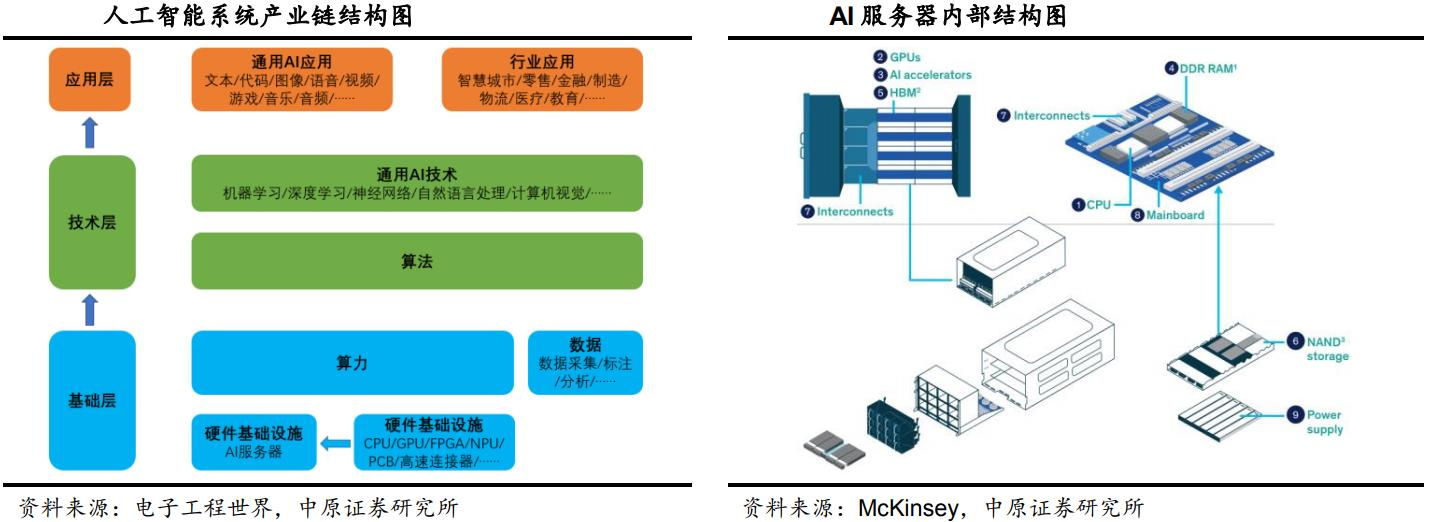 人工智能系统产业链结构图
应用层
通用AI应用
文本/代码/图像/语音/视频/
游戏/音乐/音频/……
行业应用
智慧城市/零售/金融/制造/
物流/医疗/教育/……
技术层
通用AI技术
机器学习/深度学习/神经网络/自然语言处理/计算机视觉/……
算法
基础层
算力
数据
数据采集/标注
/分析/……
硬件基础设施
AI服务器
硬件基础设施
CPU/GPU/FPGA/NPU/
PCB/高速连接器/……
资料来源：电子工程世界，中原证券研究所
AI 服务器内部结构图
2 GPUs
3 AI accelerators
5 HBM²
7 Interconnects
4 DDR RAM¹
7 Interconnects
1 CPU
8 Mainboard
6 NAND³
storage
9 Power
supply
资料来源：McKinsey，中原证券研究所